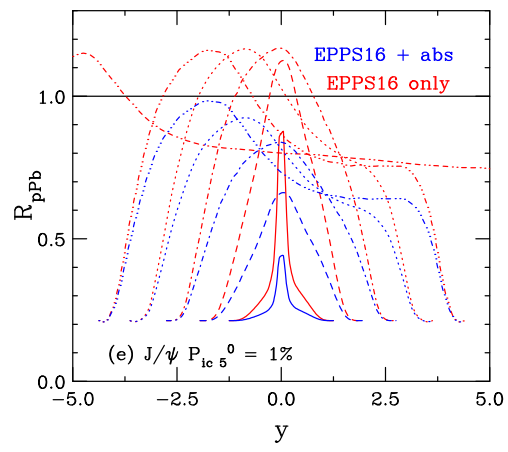 EPPS16 + abs
EPPS16 only
1.0
0.5
0.0
R_pPb
(e) J/ψ P_ic 5^0 = 1%
−5.0 −2.5 0.0 2.5 5.0
y